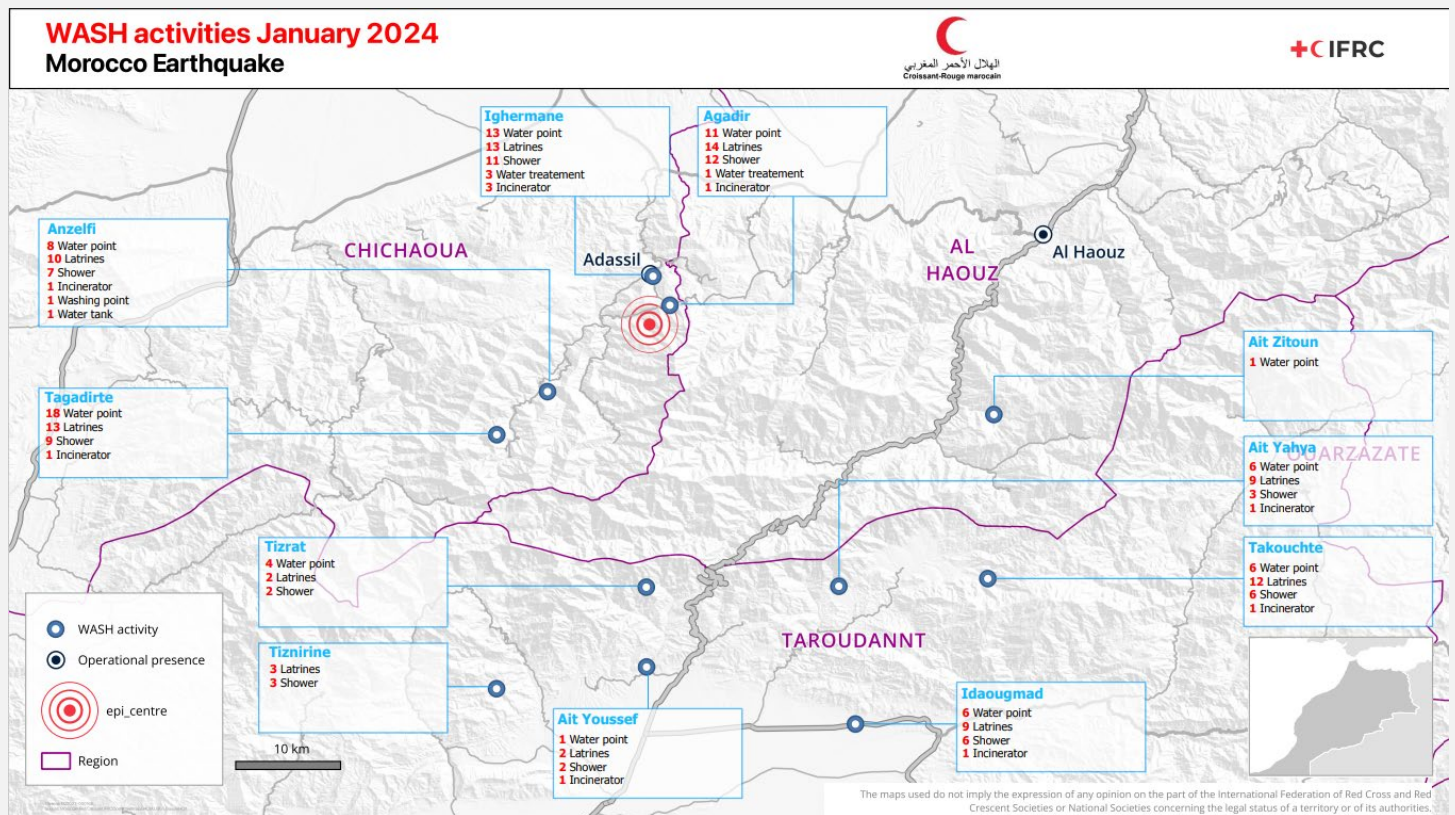 WASH activities January 2024
Morocco Earthquake
الهلال الأحمر المغربي
Croissant-Rouge marocain
IFRC
Ighermane
13 Water point
13 Latrines
11 Shower
3 Water treatement
3 Incinerator
Agadir
11 Water point
14 Latrines
12 Shower
1 Water treatement
1 Incinerator
Anzelfi
8 Water point
10 Latrines
7 Shower
1 Incinerator
1 Washing point
1 Water tank
CHICHAOUA
Adassil
AL
HAOUZ
Al Haouz
Ait Zitoun
1 Water point
Tagadirte
18 Water point
13 Latrines
9 Shower
1 Incinerator
Ait Yahya
OUARZAZATE
6 Water point
9 Latrines
3 Shower
1 Incinerator
Tizrat
4 Water point
2 Latrines
2 Shower
Takouchte
6 Water point
12 Latrines
6 Shower
1 Incinerator
TAROUDANNT
Tiznirine
3 Latrines
3 Shower
Ait Youssef
1 Water point
2 Latrines
2 Shower
1 Incinerator
Idaougmad
6 Water point
9 Latrines
6 Shower
1 Incinerator
WASH activity
Operational presence
epi_centre
Region
10 km
The maps used do not imply the expression of any opinion on the part of the International Federation of Red Cross and Red
Crescent Societies or National Societies concerning the legal status of a territory or of its authorities.